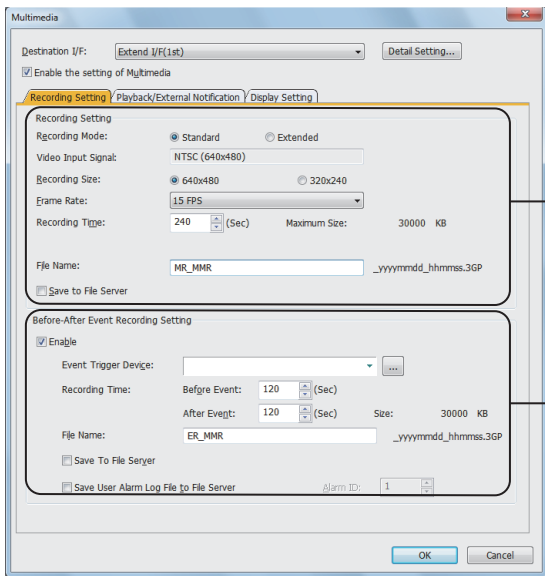 Multimedia
Destination I/F: Extend I/F(1st) Detail Setting...
Enable the setting of Multimedia
Recording Setting Playback/External Notification Display Setting
Recording Setting
Recording Mode: Standard Extended
Video Input Signal: NTSC (640x480)
Recording Size: 640x480 320x240
Frame Rate: 15 FPS
Recording Time: 240 (Sec) Maximum Size: 30000 KB
File Name: MR_MMR _yyyymmdd_hhmmss.3GP
Save to File Server
Before-After Event Recording Setting
Enable
Event Trigger Device: ...
Recording Time: Before Event: 120 (Sec)
After Event: 120 (Sec) Size: 30000 KB
File Name: ER_MMR _yyyymmdd_hhmmss.3GP
Save To File Server
Save User Alarm Log File to File Server Alarm ID: 1
OK Cancel